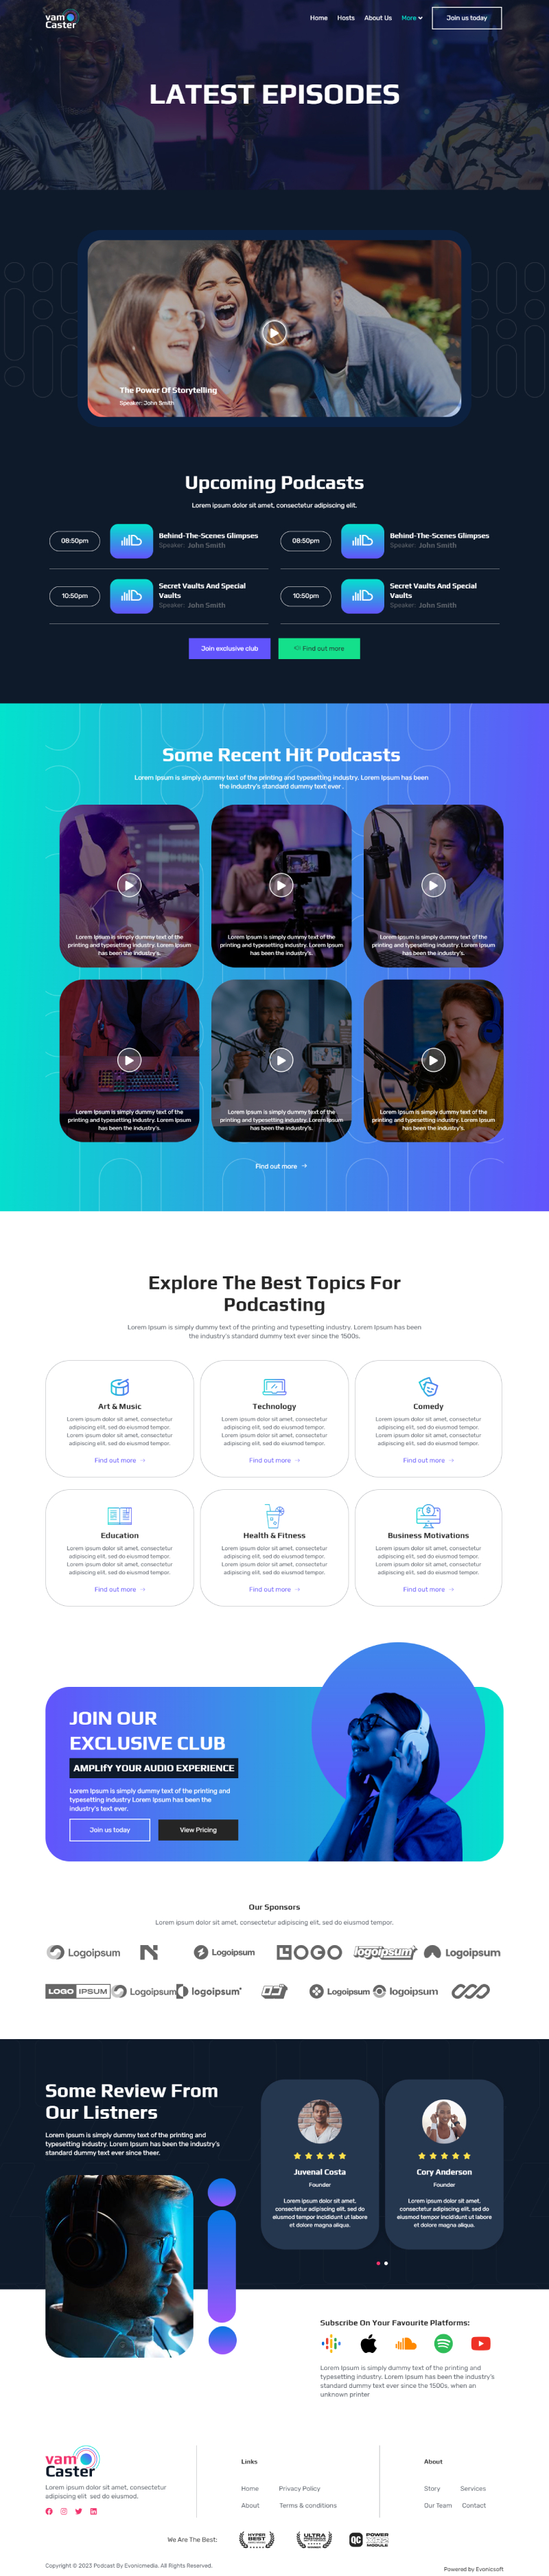 vam
Caster
Home Hosts About Us More Join us today
LATEST EPISODES
The Power Of Storytelling
Speaker: John Smith
Upcoming Podcasts
Lorem ipsum dolor sit amet, consectetur adipiscing elit.
08:50pm
Behind-The-Scenes Glimpses
Speaker: John Smith
08:50pm
Behind-The-Scenes Glimpses
Speaker: John Smith
10:50pm
Secret Vaults And Special
Vaults
Speaker: John Smith
10:50pm
Secret Vaults And Special
Vaults
Speaker: John Smith
Join exclusive club
Find out more
Some Recent Hit Podcasts
Lorem Ipsum is simply dummy text of the printing and typesetting industry. Lorem Ipsum has been
the industry's standard dummy text ever .
Lorem Ipsum is simply dummy text of the
printing and typesetting industry. Lorem Ipsum
has been the industry's.
Lorem Ipsum is simply dummy text of the
printing and typesetting industry. Lorem Ipsum
has been the industry's.
Lorem Ipsum is simply dummy text of the
printing and typesetting industry. Lorem Ipsum
has been the industry's.
Lorem Ipsum is simply dummy text of the
printing and typesetting industry. Lorem Ipsum
has been the industry's.
Lorem Ipsum is simply dummy text of the
printing and typesetting industry. Lorem Ipsum
has been the industry's.
Lorem Ipsum is simply dummy text of the
printing and typesetting industry. Lorem Ipsum
has been the industry's.
Find out more →
Explore The Best Topics For
Podcasting
Lorem Ipsum is simply dummy text of the printing and typesetting industry. Lorem Ipsum has been
the industry's standard dummy text ever since the 1500s.
Art & Music
Lorem ipsum dolor sit amet, consectetur
adipiscing elit, sed do eiusmod tempor.
Lorem ipsum dolor sit amet, consectetur
adipiscing elit, sed do eiusmod tempor.
Find out more →
Technology
Lorem ipsum dolor sit amet, consectetur
adipiscing elit, sed do eiusmod tempor.
Lorem ipsum dolor sit amet, consectetur
adipiscing elit, sed do eiusmod tempor.
Find out more →
Comedy
Lorem ipsum dolor sit amet, consectetur
adipiscing elit, sed do eiusmod tempor.
Lorem ipsum dolor sit amet, consectetur
adipiscing elit, sed do eiusmod tempor.
Find out more →
Education
Lorem ipsum dolor sit amet, consectetur
adipiscing elit, sed do eiusmod tempor.
Lorem ipsum dolor sit amet, consectetur
adipiscing elit, sed do eiusmod tempor.
Find out more →
Health & Fitness
Lorem ipsum dolor sit amet, consectetur
adipiscing elit, sed do eiusmod tempor.
Lorem ipsum dolor sit amet, consectetur
adipiscing elit, sed do eiusmod tempor.
Find out more →
Business Motivations
Lorem ipsum dolor sit amet, consectetur
adipiscing elit, sed do eiusmod tempor.
Lorem ipsum dolor sit amet, consectetur
adipiscing elit, sed do eiusmod tempor.
Find out more →
JOIN OUR
EXCLUSIVE CLUB
AMPLIFY YOUR AUDIO EXPERIENCE
Lorem Ipsum is simply dummy text of the printing and
typesetting industry Lorem Ipsum has been the
industry's text ever.
Join us today
View Pricing
Our Sponsors
Lorem ipsum dolor sit amet, consectetur adipiscing elit, sed do eiusmod tempor.
Logoipsum N Logoipsum LOGO logoipsum Logoipsum
LOGO IPSUM Logoipsum logoipsum Logoipsum logoipsum
Some Review From
Our Listners
Lorem Ipsum is simply dummy text of the printing and
typesetting industry. Lorem Ipsum has been the industry's
standard dummy text ever since theer.
Juvenal Costa
Founder
Lorem ipsum dolor sit amet,
consectetur adipiscing elit, sed do
eiusmod tempor incididunt ut labore
et dolore magna aliqua.
Cory Anderson
Founder
Lorem ipsum dolor sit amet,
consectetur adipiscing elit, sed do
eiusmod tempor incididunt ut labore
et dolore magna aliqua.
Subscribe On Your Favourite Platforms:
Lorem Ipsum is simply dummy text of the printing and
typesetting industry. Lorem Ipsum has been the industry's
standard dummy text ever since the 1500s, when an
unknown printer
vam
Caster
Lorem ipsum dolor sit amet, consectetur
adipiscing elit sed do eiusmod.
Links
Home Privacy Policy
About Terms & conditions
About
Story Services
Our Team Contact
We Are The Best:
HYPER
BEST
ULTRA
QC
POWER
MODULE
Copyright © 2023 Podcast By Evonicmedia. All Rights Reserved.
Powered by Evonicsoft